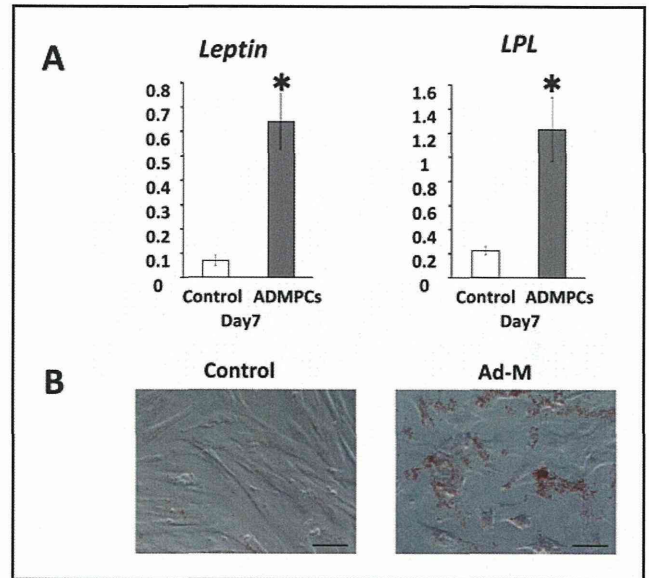 A
Leptin
*
0.8
0.7
0.6
0.5
0.4
0.3
0.2
0.1
0
Control ADMPCs
Day7
LPL
*
1.6
1.4
1.2
1
0.8
0.6
0.4
0.2
0
Control ADMPCs
Day7
B
Control
Ad-M